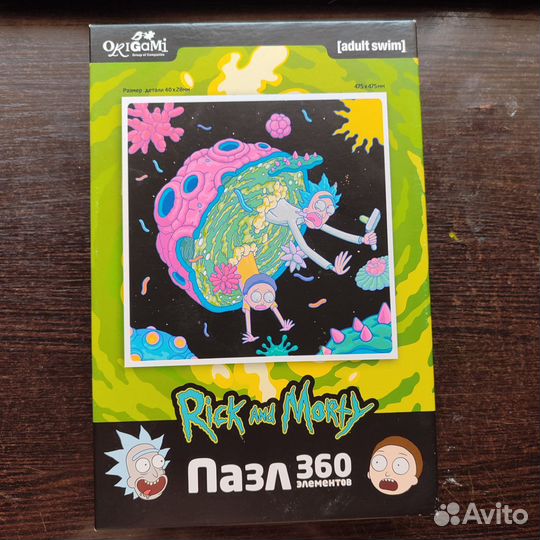 ORIGAMI
Group of Companies
[adult swim]
Размер детали 40 х 28мм
475 х 475мм
Rick and Morty
Пазл 360
элементов
Avito